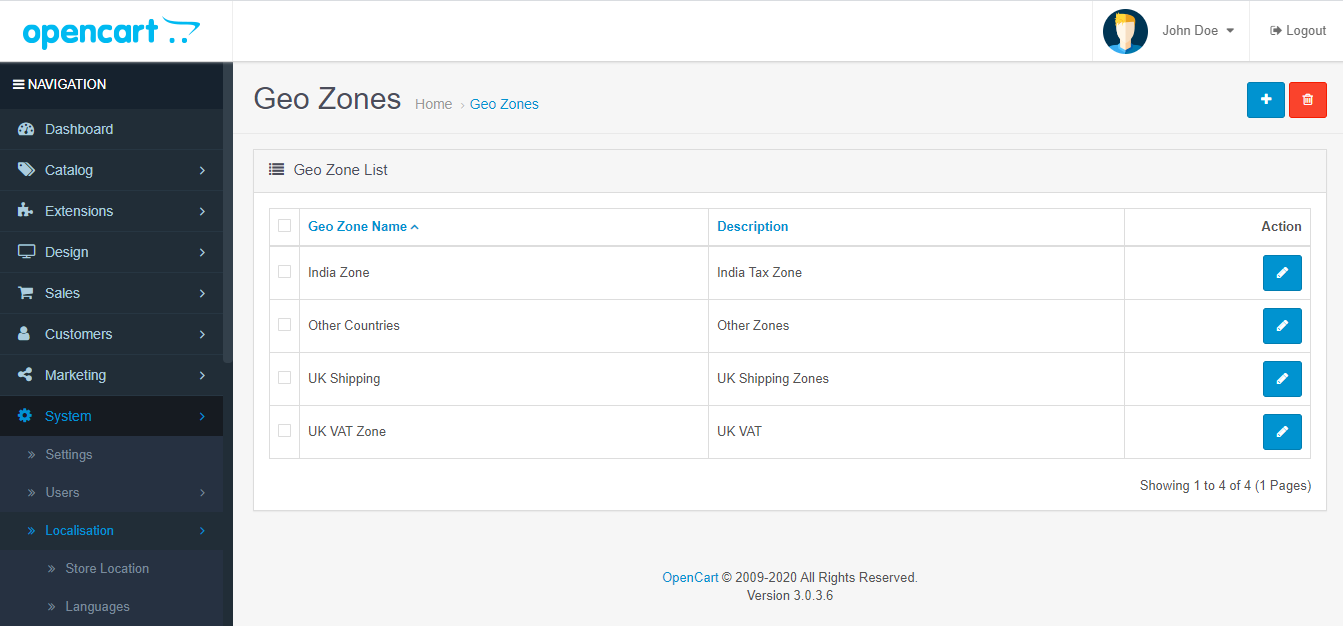 opencart
John Doe
Logout
NAVIGATION
Dashboard
Catalog
Extensions
Design
Sales
Customers
Marketing
System
Settings
Users
Localisation
Store Location
Languages
Geo Zones Home › Geo Zones
Geo Zone List
Geo Zone Name Description Action
India Zone India Tax Zone
Other Countries Other Zones
UK Shipping UK Shipping Zones
UK VAT Zone UK VAT
Showing 1 to 4 of 4 (1 Pages)
OpenCart © 2009-2020 All Rights Reserved.
Version 3.0.3.6